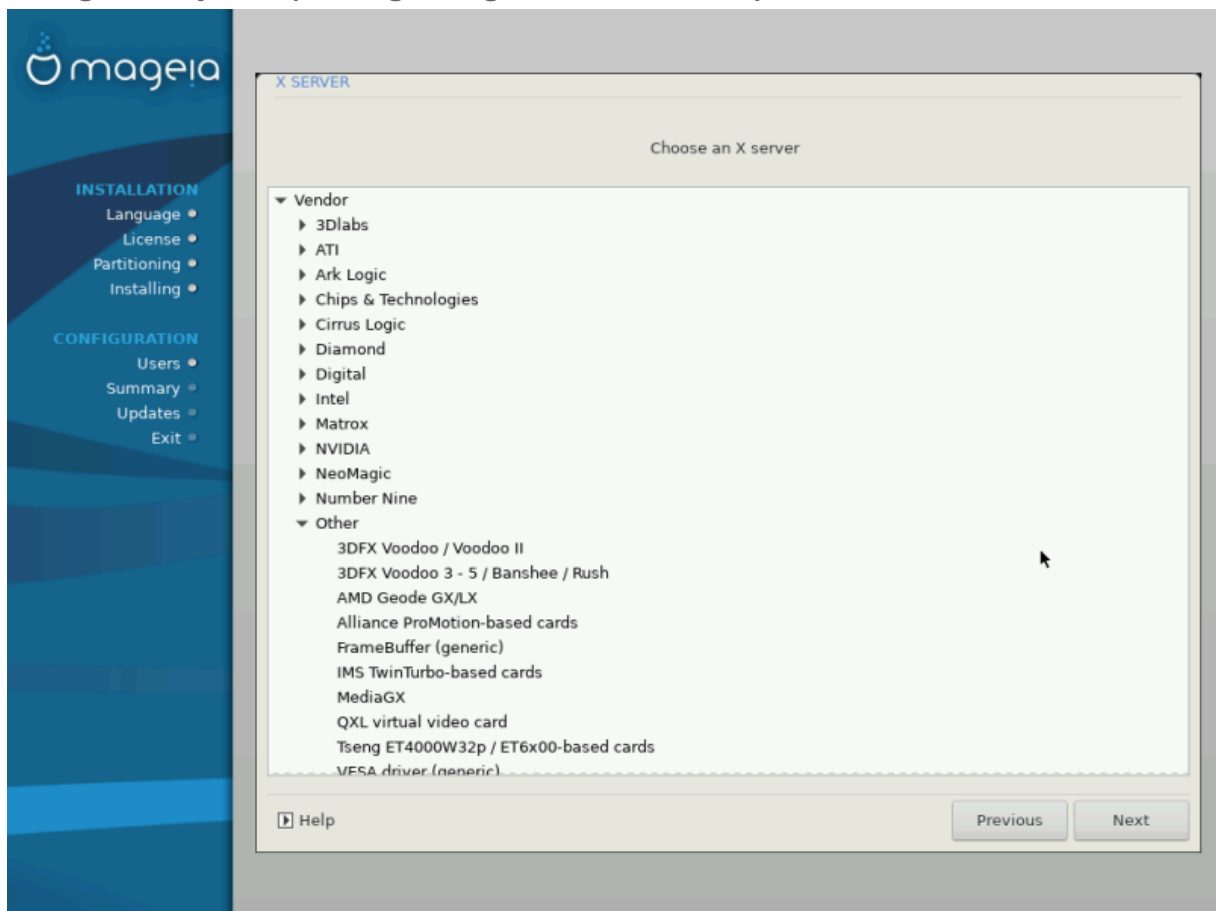 mageia
INSTALLATION
Language
License
Partitioning
Installing
CONFIGURATION
Users
Summary
Updates
Exit
X SERVER
Choose an X server
Vendor
3Dlabs
ATI
Ark Logic
Chips & Technologies
Cirrus Logic
Diamond
Digital
Intel
Matrox
NVIDIA
NeoMagic
Number Nine
Other
3DFX Voodoo / Voodoo II
3DFX Voodoo 3 - 5 / Banshee / Rush
AMD Geode GX/LX
Alliance ProMotion-based cards
FrameBuffer (generic)
IMS TwinTurbo-based cards
MediaGX
QXL virtual video card
Tseng ET4000W32p / ET6x00-based cards
VESA driver (generic)
Help
Previous
Next